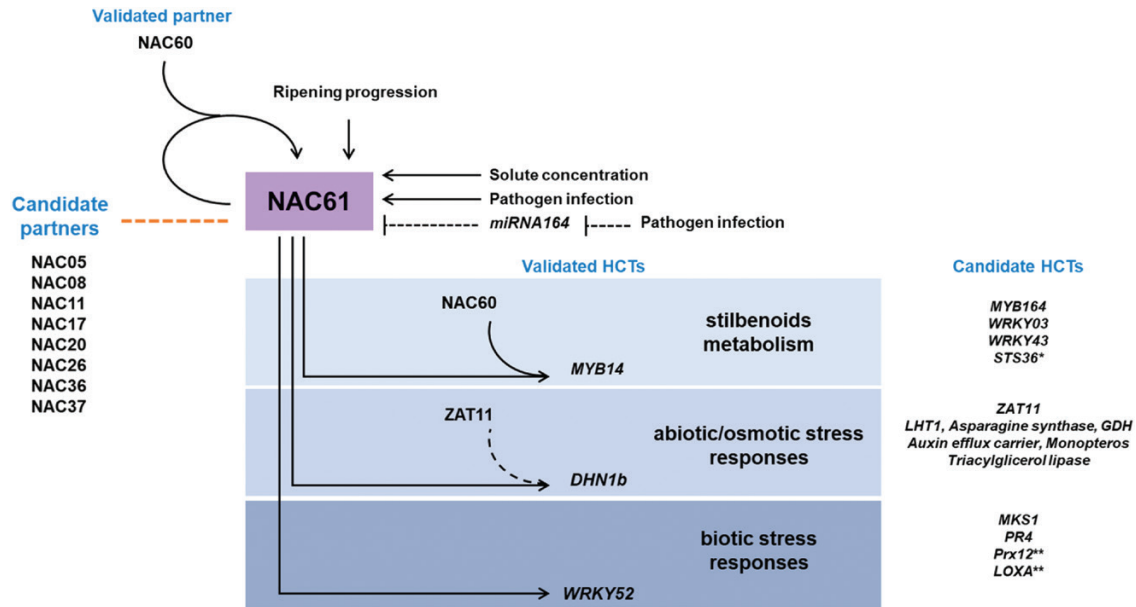 Validated partner
NAC60
Ripening progression
NAC61
Solute concentration
Pathogen infection
miRNA164
Pathogen infection
Candidate
partners
NAC05
NAC08
NAC11
NAC17
NAC20
NAC26
NAC36
NAC37
Validated HCTs
Candidate HCTs
NAC60
stilbenoids
metabolism
MYB14
MYB164
WRKY03
WRKY43
STS36*
ZAT11
abiotic/osmotic stress
responses
DHN1b
ZAT11
LHT1, Asparagine synthase, GDH
Auxin efflux carrier, Monopteros
Triacylglicerol lipase
biotic stress
responses
WRKY52
MKS1
PR4
Prx12**
LOXA**